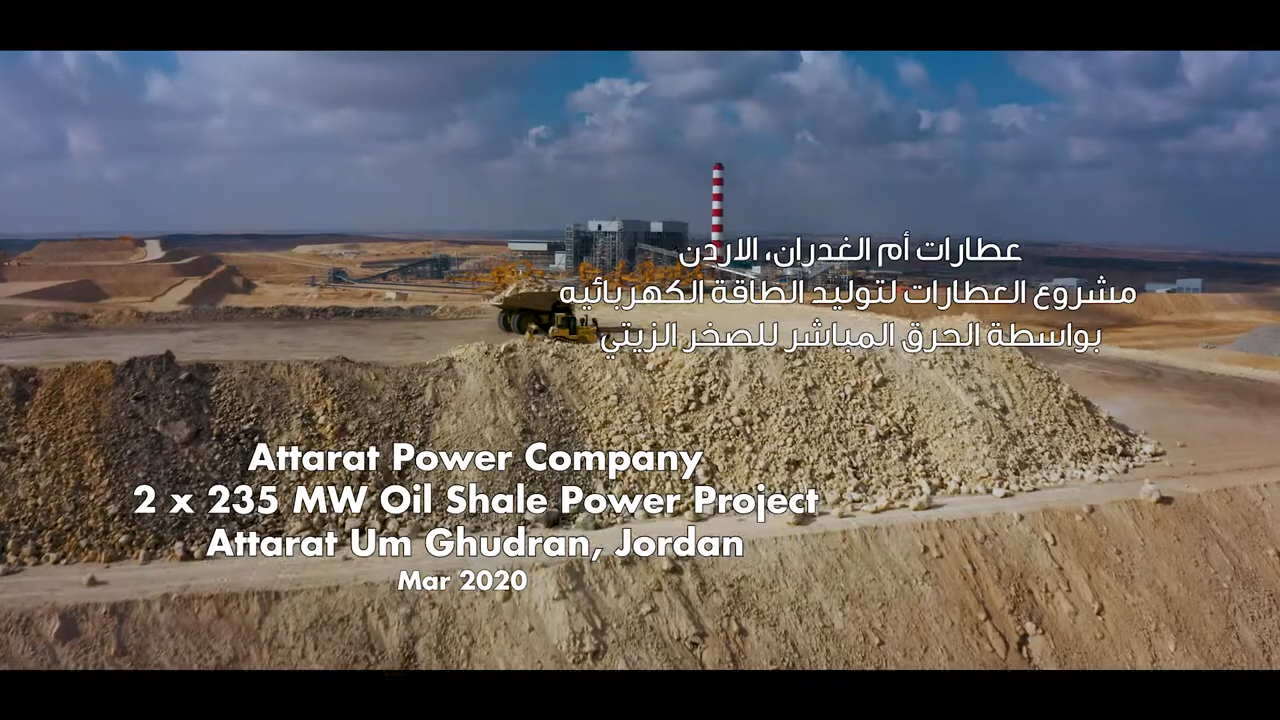 عطارات أم الغدران، الاردن
مشروع العطارات لتوليد الطاقة الكهربائيه
بواسطة الحرق المباشر للصخر الزيتي
Attarat Power Company
2 x 235 MW Oil Shale Power Project
Attarat Um Ghudran, Jordan
Mar 2020